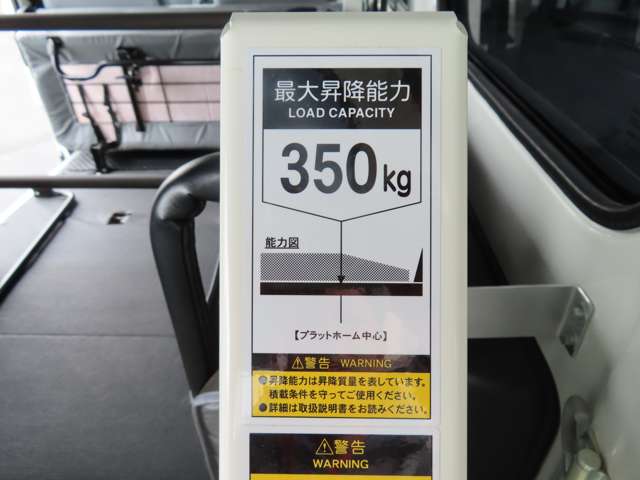 最大昇降能力
LOAD CAPACITY
350kg
能力図
【プラットホーム中心】
⚠警告 WARNING
●昇降能力は昇降質量を表しています。
積載条件を守ってご使用ください。
●詳細は取扱説明書をお読みください。
⚠警告
WARNING